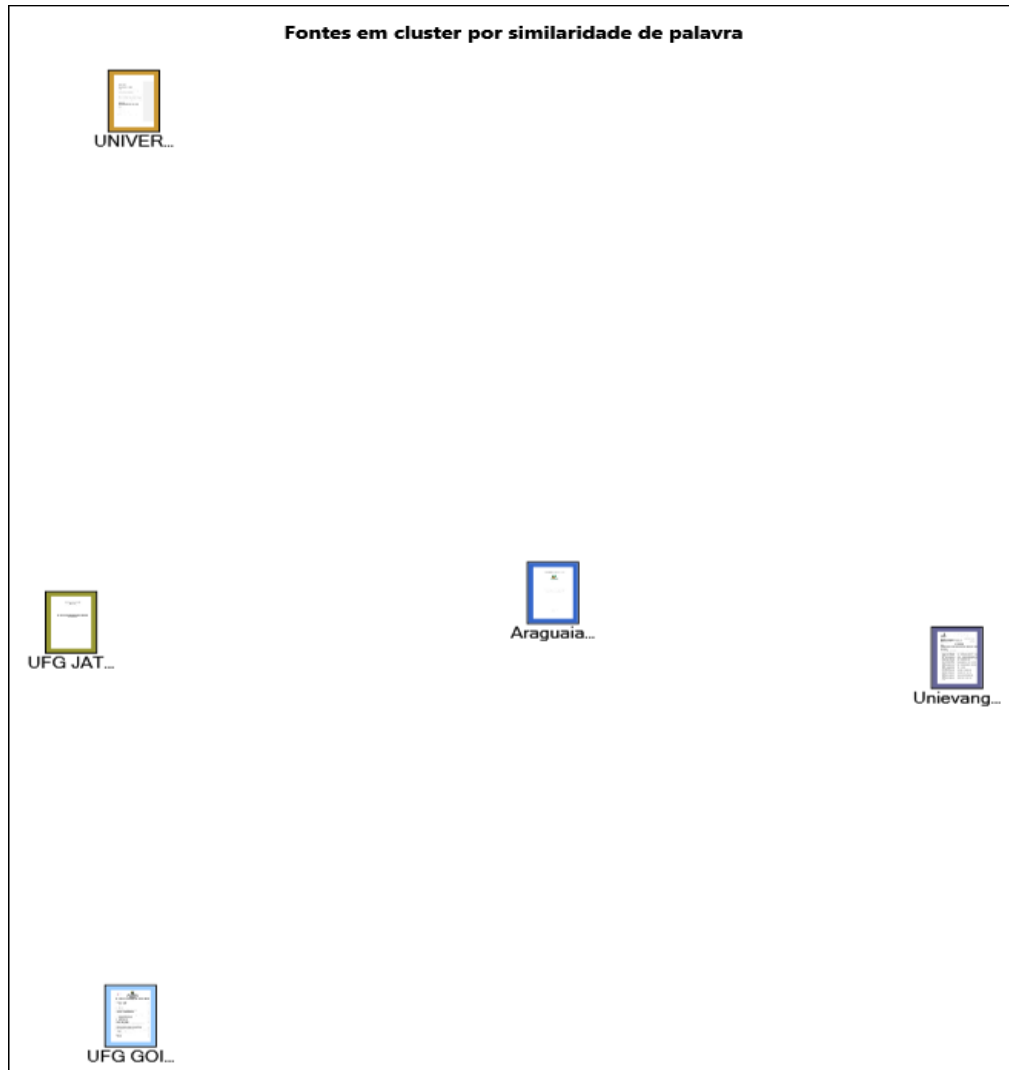 Fontes em cluster por similaridade de palavra
UNIVER...
Araguaia...
UFG JAT...
Unievang...
UFG GOI...